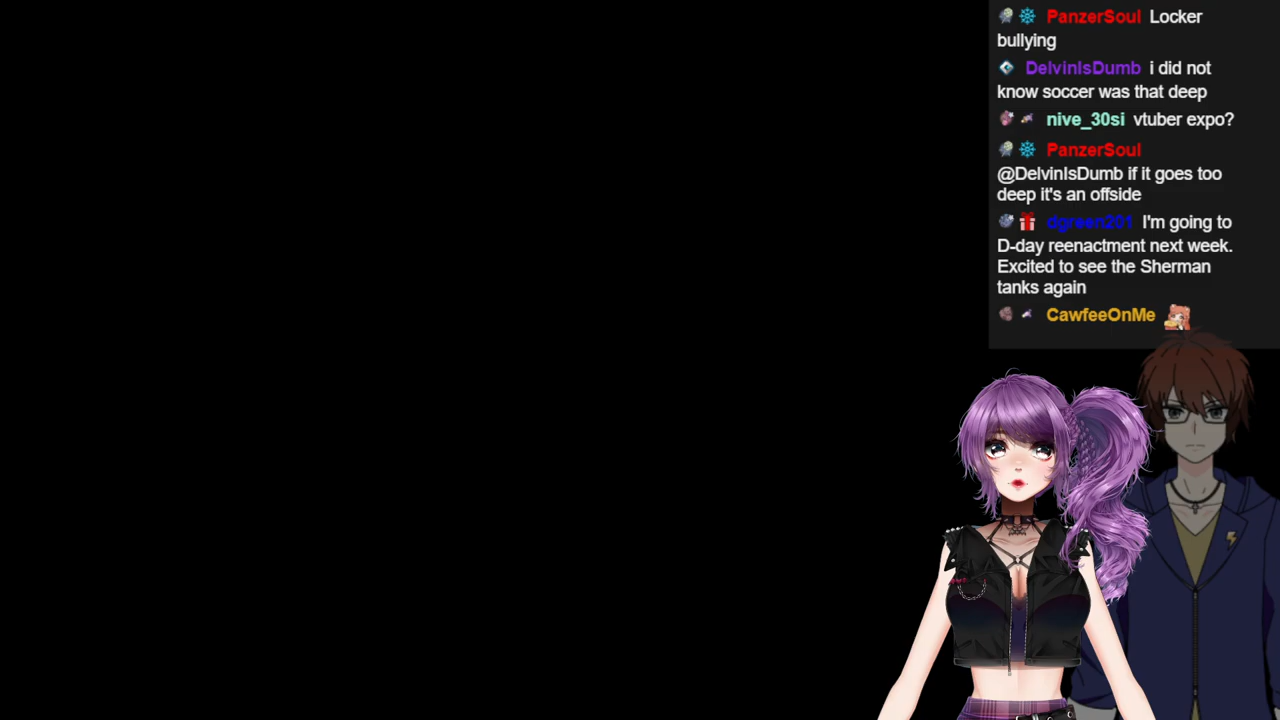 PanzerSoul Locker
bullying
DelvinIsDumb i did not
know soccer was that deep
nive_30si vtuber expo?
PanzerSoul
@DelvinIsDumb if it goes too
deep it's an offside
dgreen201 I'm going to
D-day reenactment next week.
Excited to see the Sherman
tanks again
CawfeeOnMe